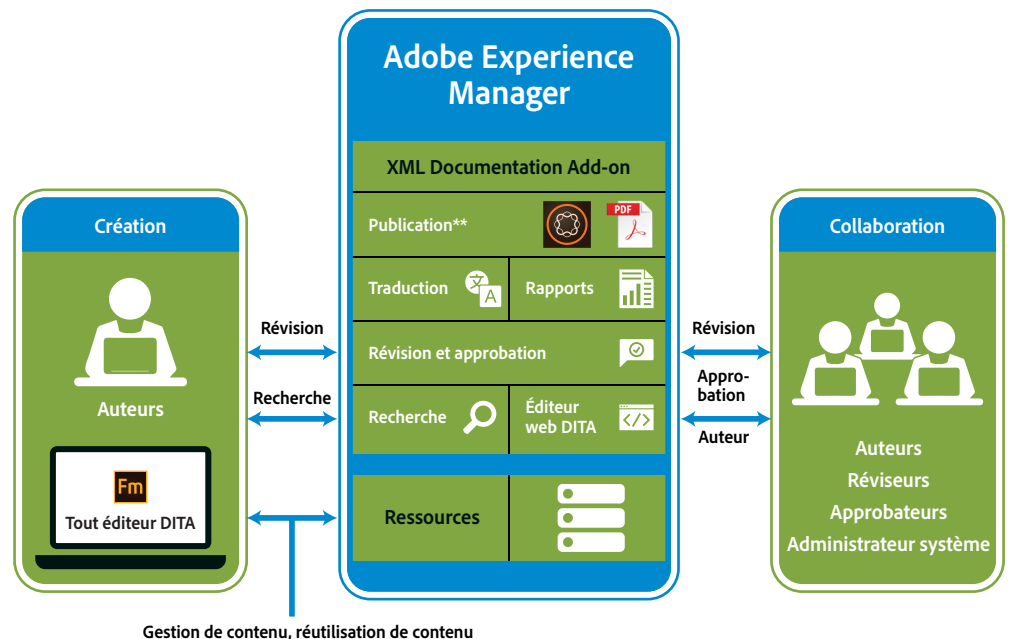 Adobe Experience
Manager
XML Documentation Add-on
Publication**
PDF
Traduction
文
A
Rapports
Révision et approbation
Recherche
Éditeur
web DITA
</>
Ressources
Création
Auteurs
Fm
Tout éditeur DITA
Révision
Recherche
Gestion de contenu, réutilisation de contenu
Révision
Appro-
bation
Auteur
Collaboration
Auteurs
Réviseurs
Approbateurs
Administrateur système